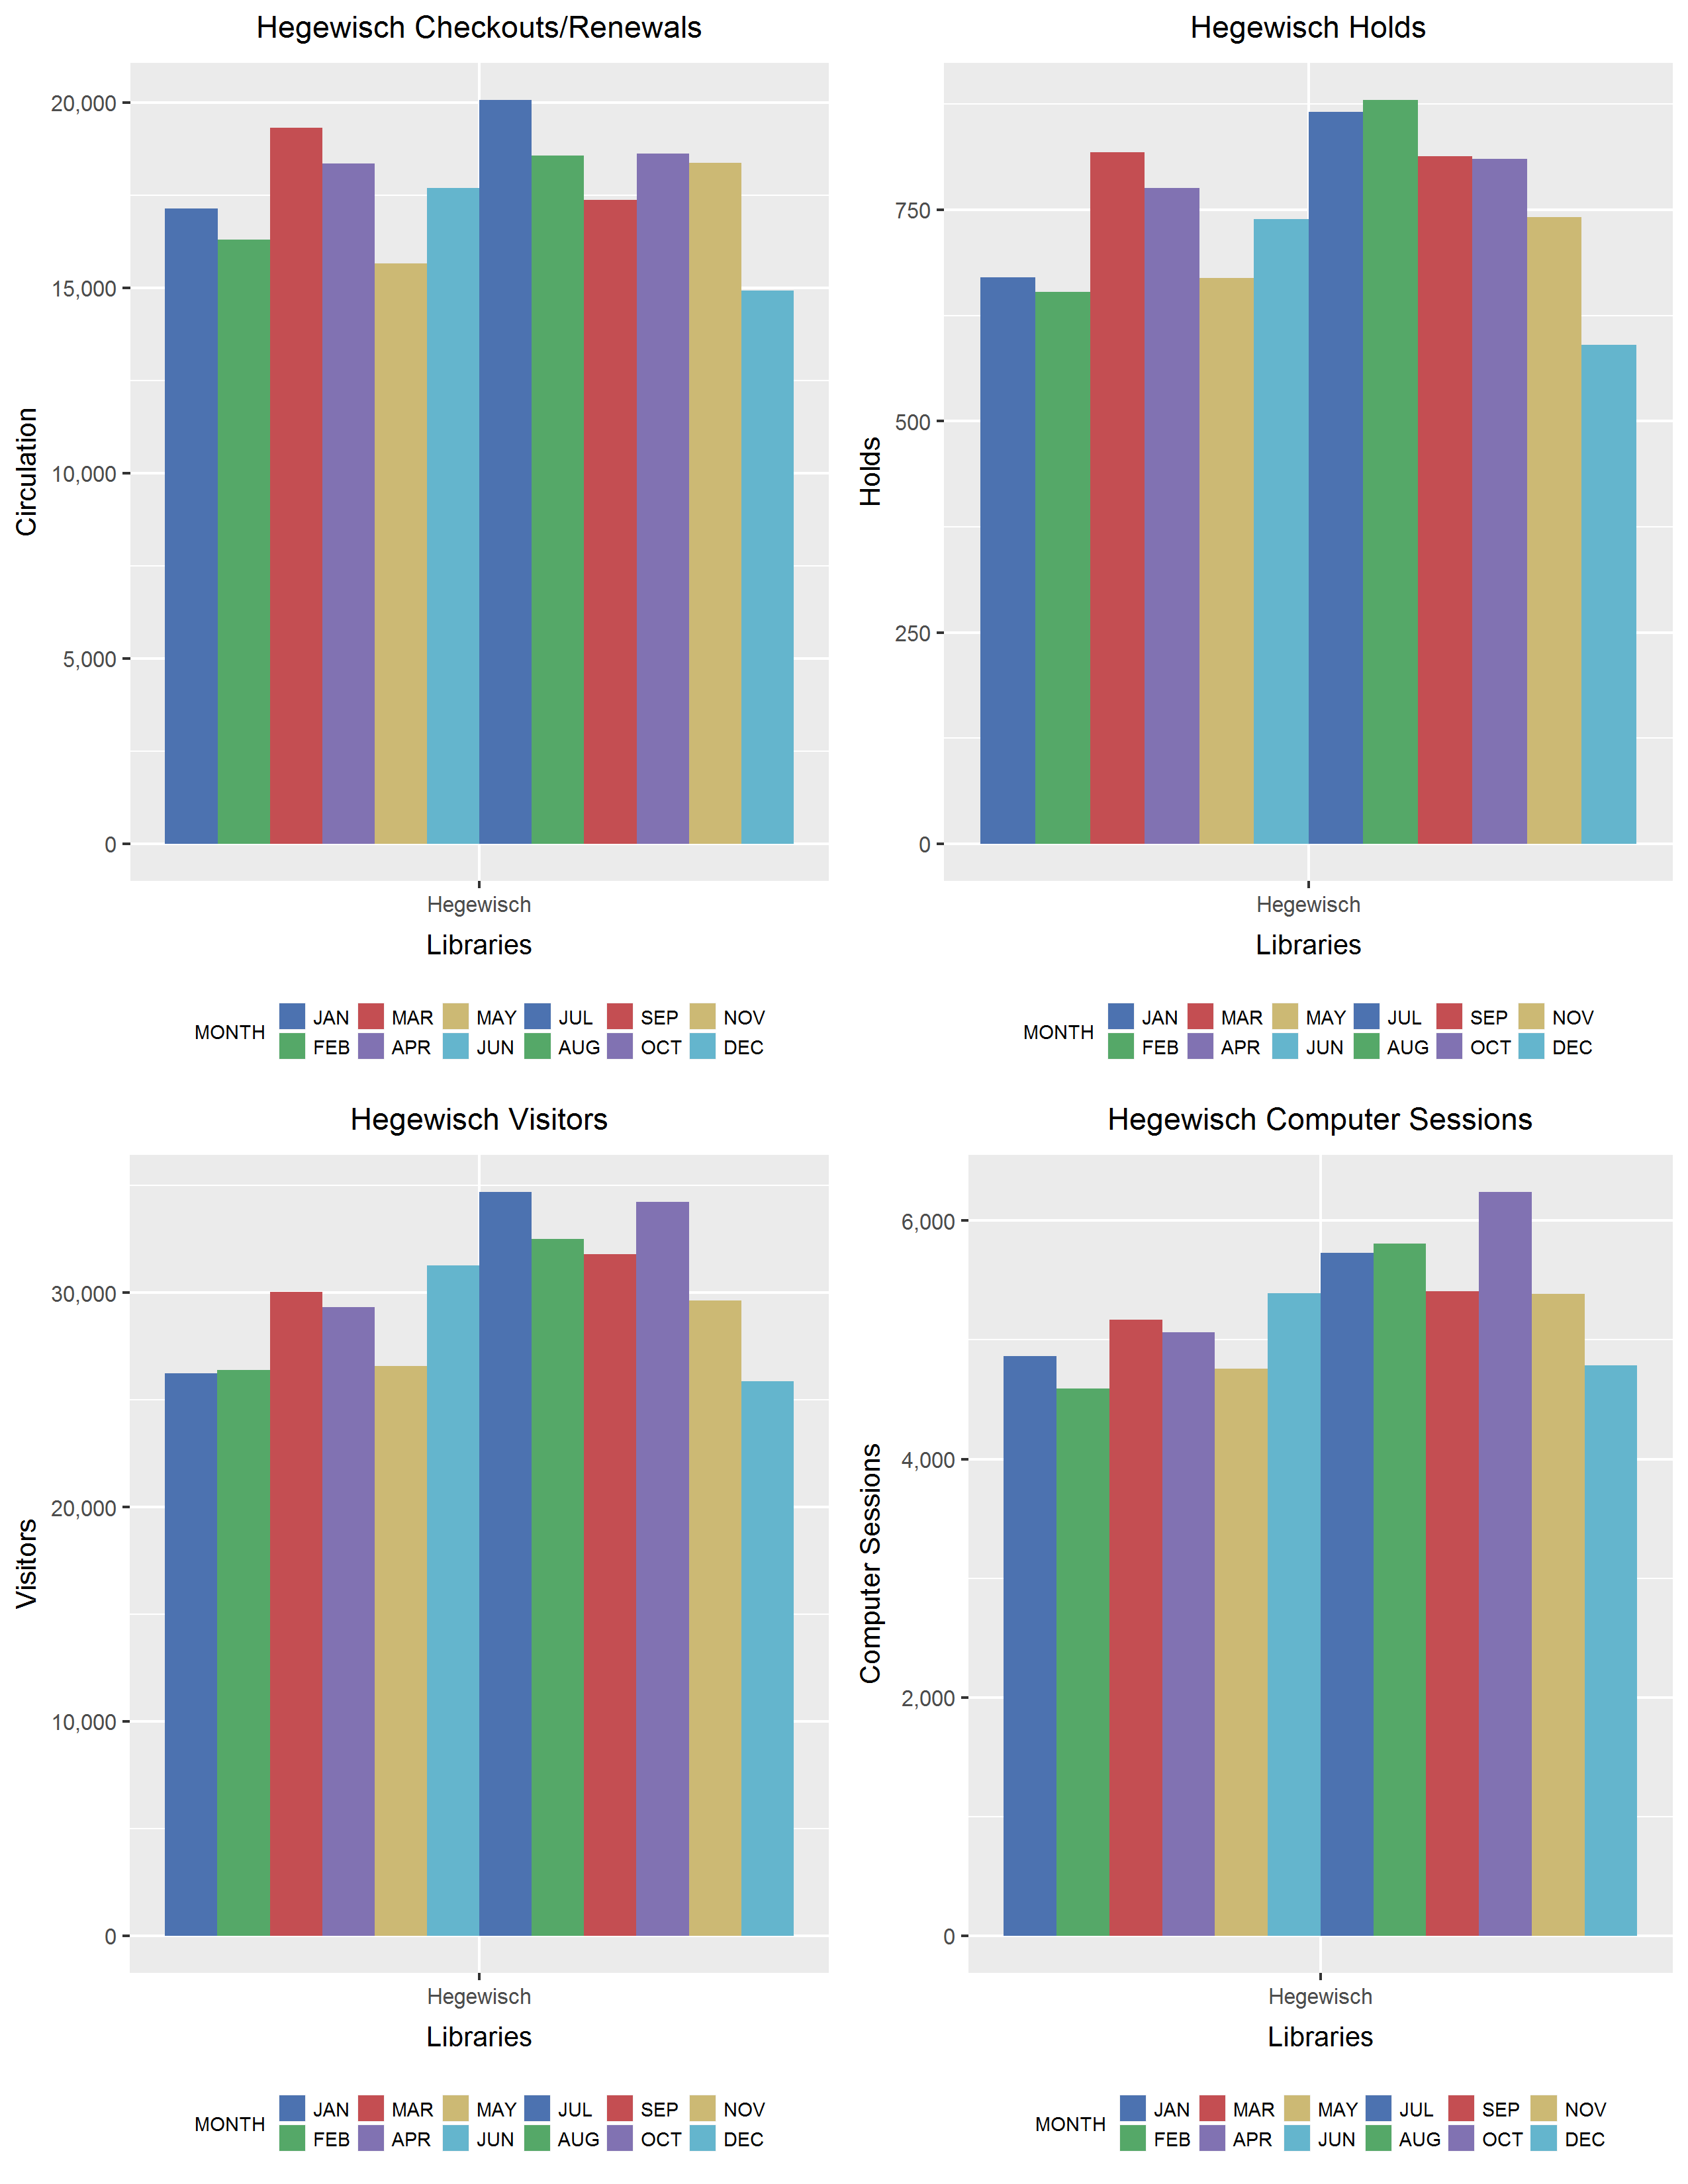 Hegewisch Checkouts/Renewals
20,000
15,000
10,000
5,000
0
Circulation
Hegewisch
Libraries
MONTH
JAN MAR MAY JUL SEP NOV
FEB APR JUN AUG OCT DEC
Hegewisch Holds
750
500
250
0
Holds
Hegewisch
Libraries
MONTH
JAN MAR MAY JUL SEP NOV
FEB APR JUN AUG OCT DEC
Hegewisch Visitors
30,000
20,000
10,000
0
Visitors
Hegewisch
Libraries
MONTH
JAN MAR MAY JUL SEP NOV
FEB APR JUN AUG OCT DEC
Hegewisch Computer Sessions
6,000
4,000
2,000
0
Computer Sessions
Hegewisch
Libraries
MONTH
JAN MAR MAY JUL SEP NOV
FEB APR JUN AUG OCT DEC